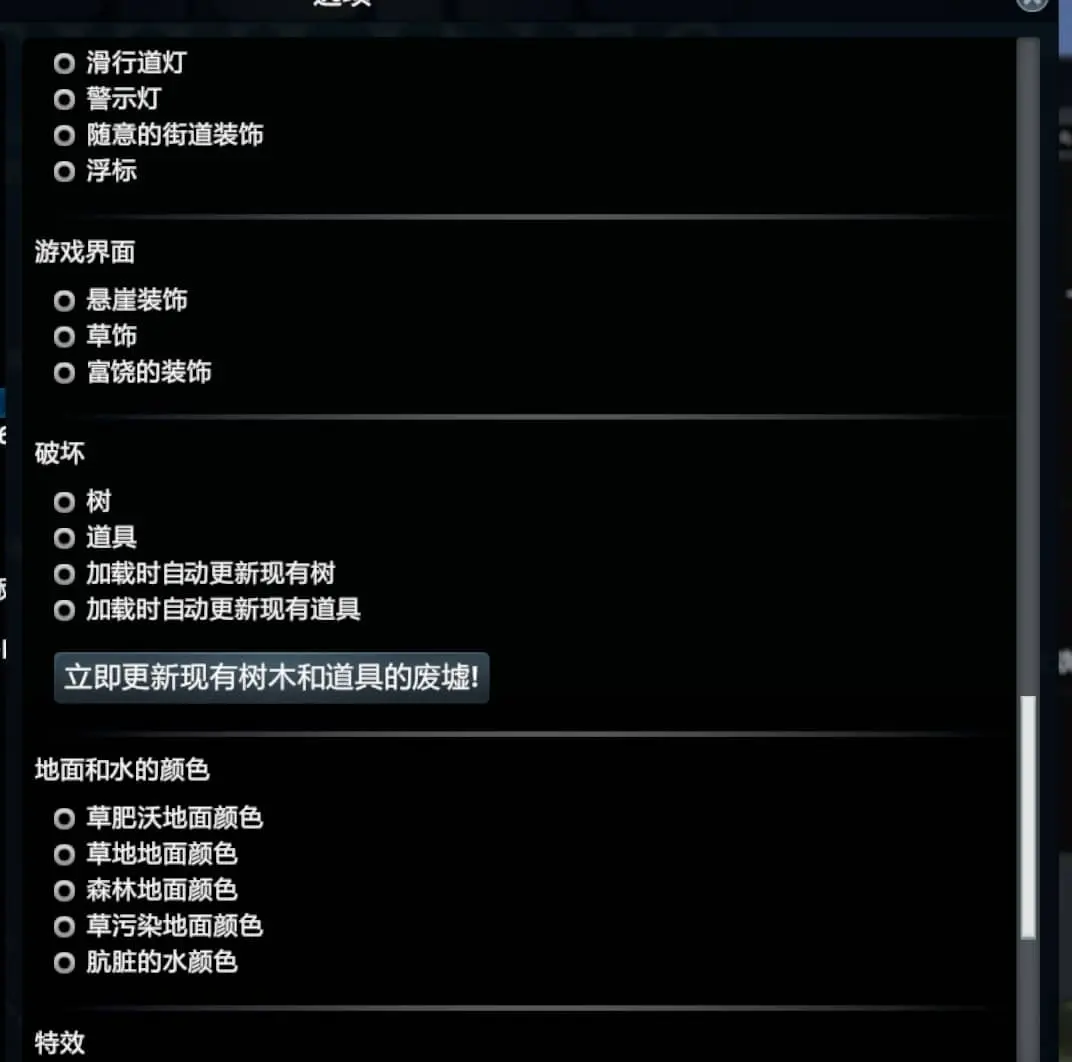 选项
滑行道灯
警示灯
随意的街道装饰
浮标
游戏界面
悬崖装饰
草饰
富饶的装饰
破坏
树
道具
加载时自动更新现有树
加载时自动更新现有道具
立即更新现有树木和道具的废墟!
地面和水的颜色
草肥沃地面颜色
草地地面颜色
森林地面颜色
草污染地面颜色
肮脏的水颜色
特效